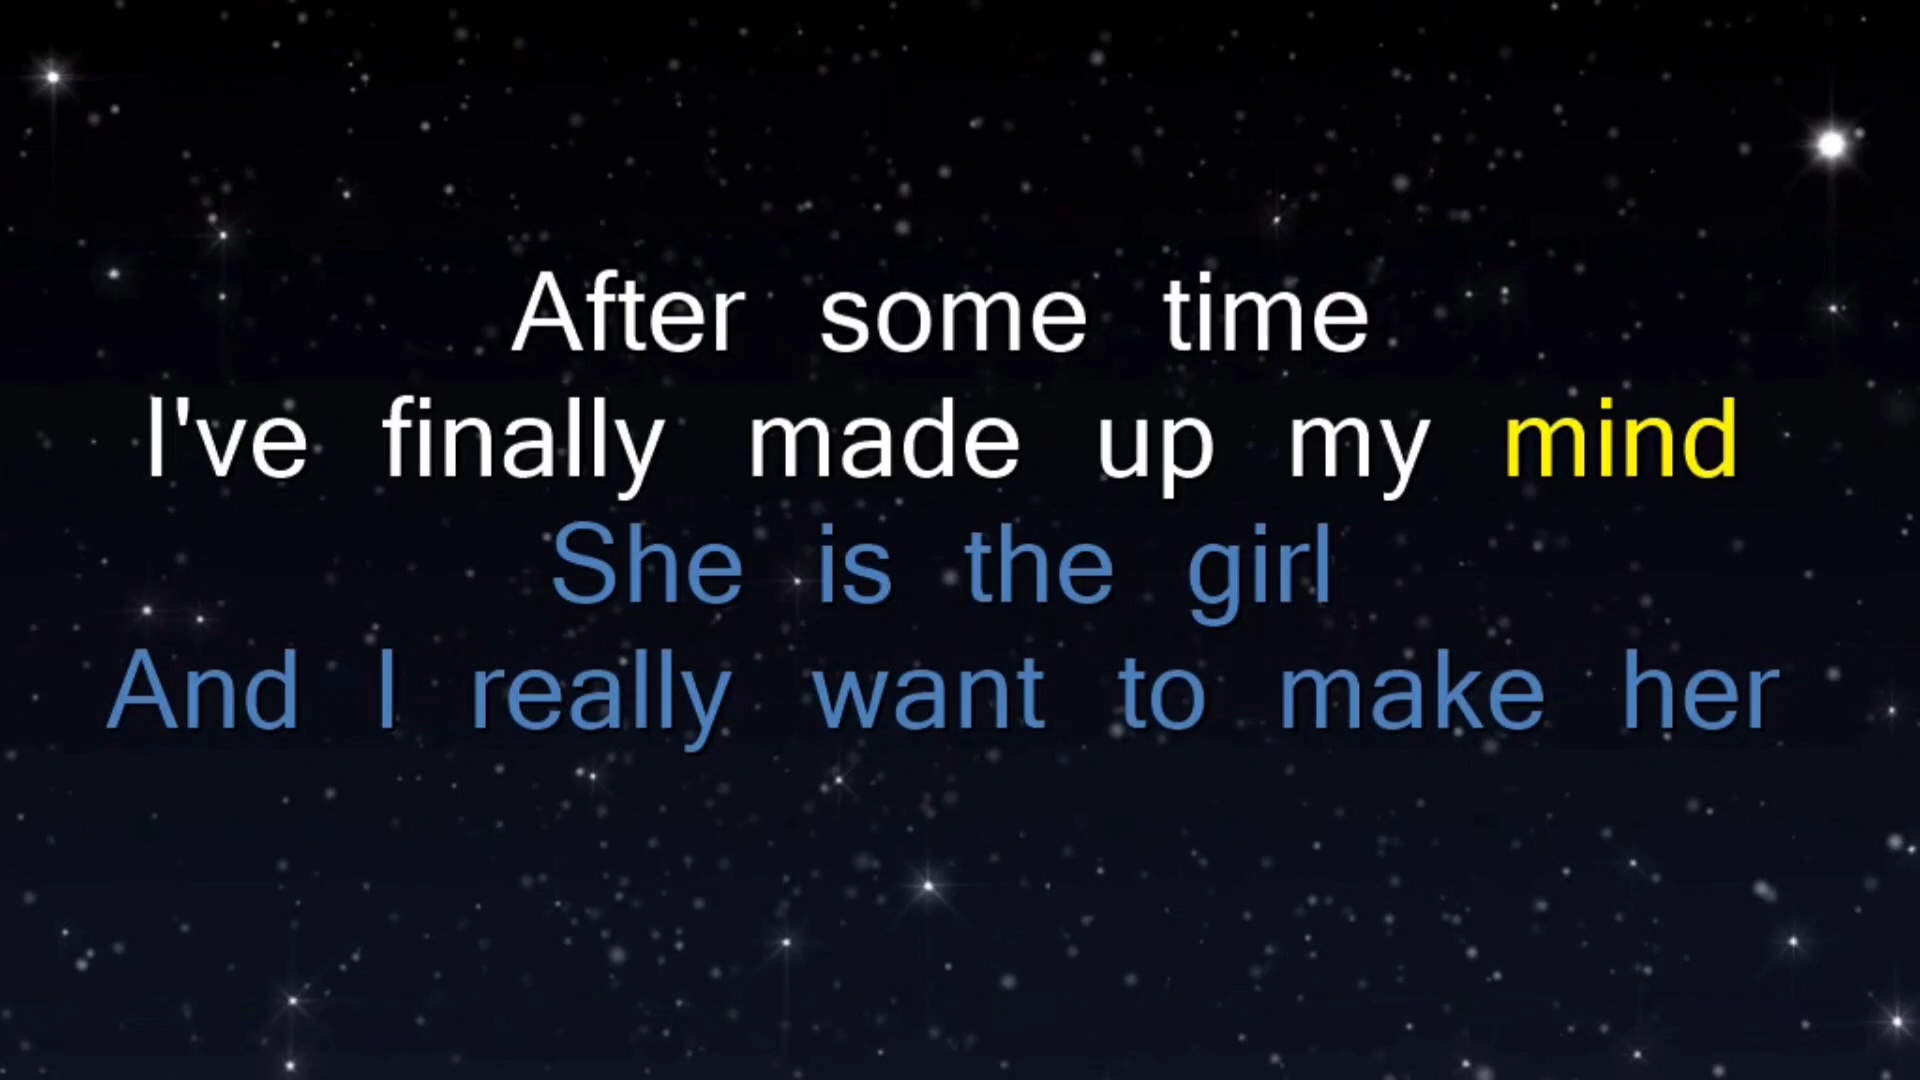 After some time
I've finally made up my mind
She is the girl
And I really want to make her